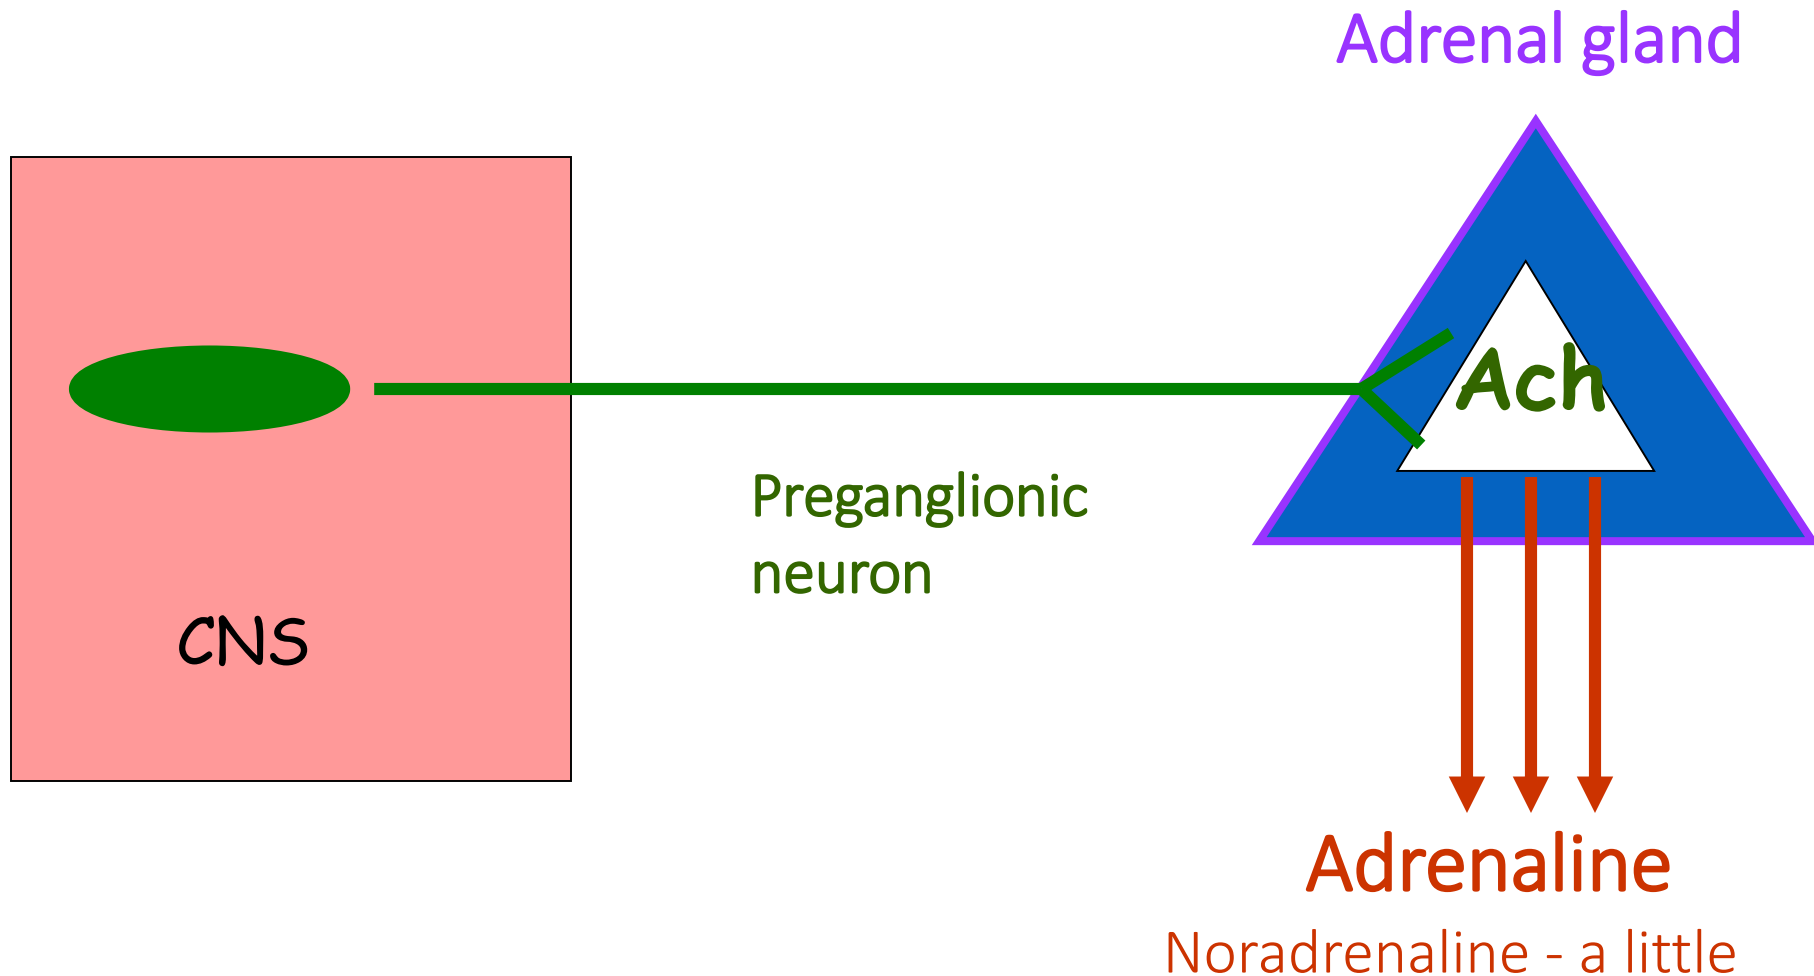 Adrenal gland
Ach
Preganglionic
neuron
CNS
Adrenaline
Noradrenaline - a little